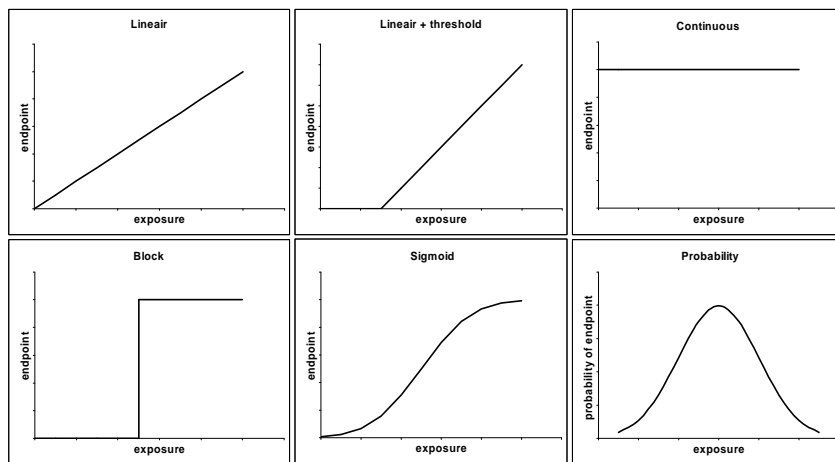 Lineair
endpoint
exposure
Lineair + threshold
endpoint
exposure
Continuous
endpoint
exposure
Block
endpoint
exposure
Sigmoid
endpoint
exposure
Probability
probability of endpoint
exposure